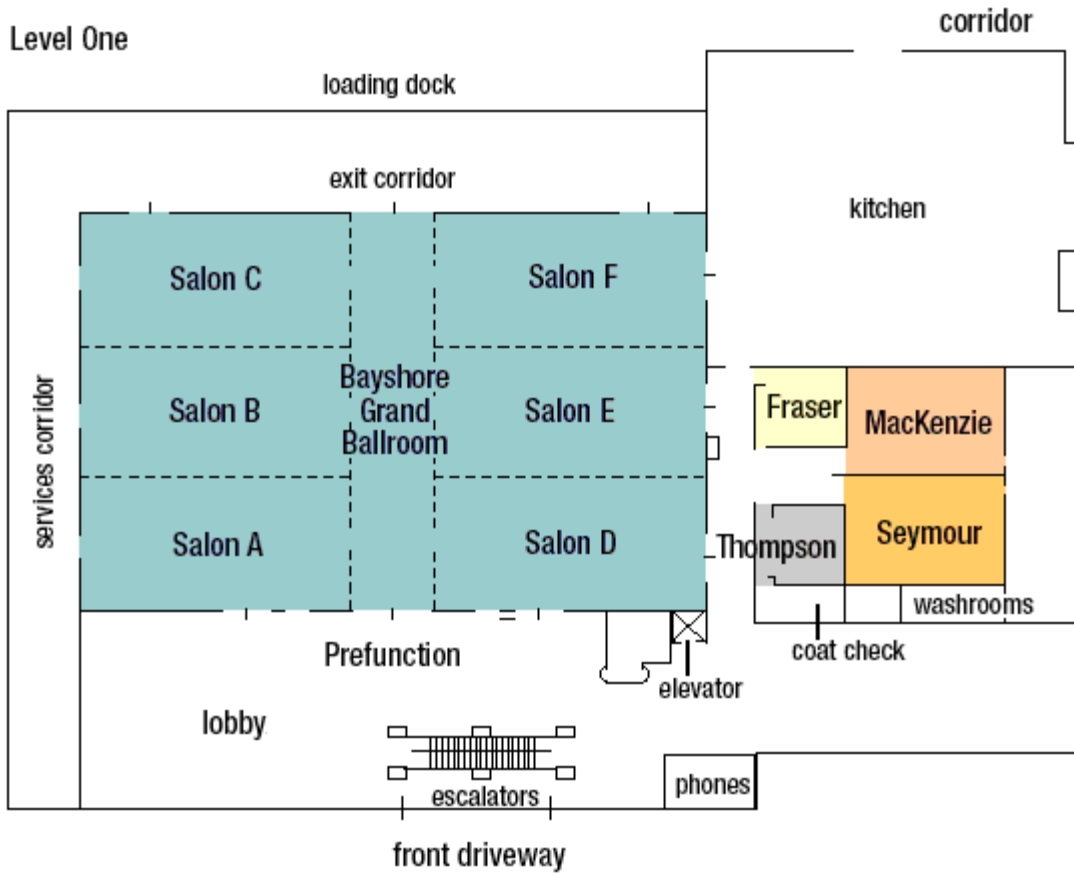 Level One
corridor
loading dock
exit corridor
kitchen
Salon C
Salon F
services corridor
Salon B
Bayshore
Grand
Ballroom
Salon E
Fraser
MacKenzie
Salon A
Salon D
Thompson
Seymour
washrooms
coat check
Prefunction
elevator
lobby
phones
escalators
front driveway